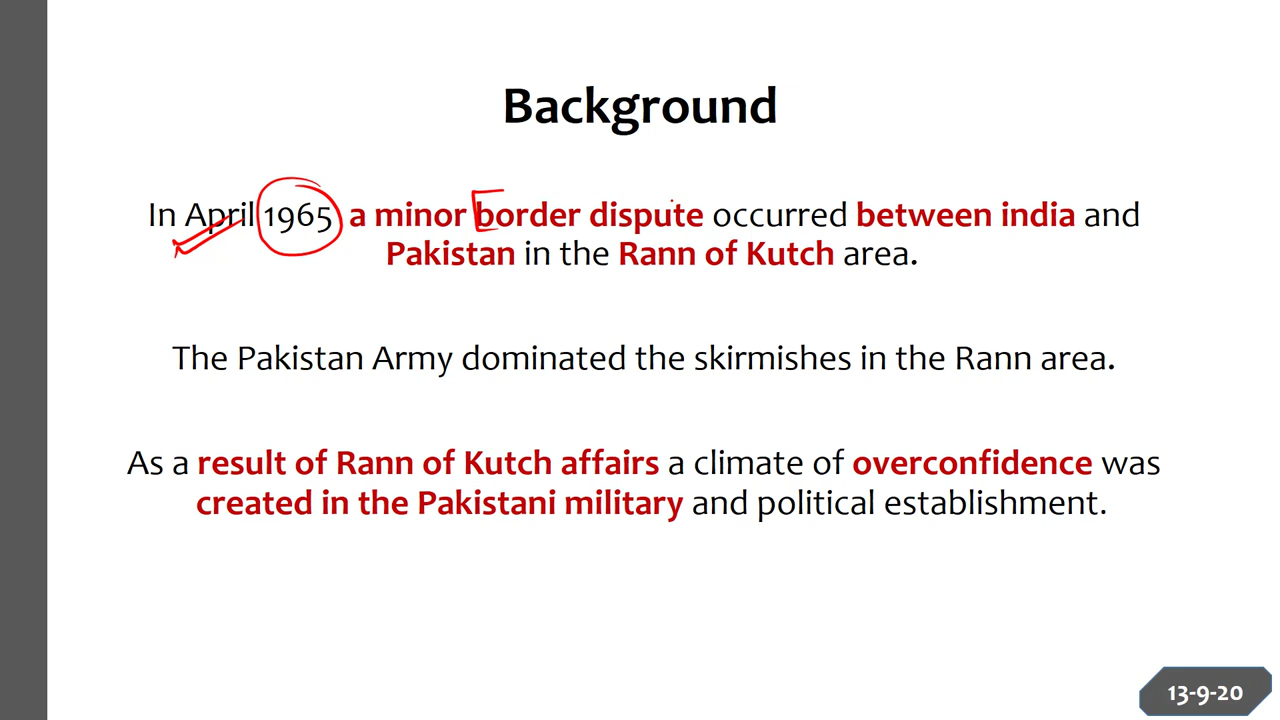 Background
In April 1965 a minor border dispute occurred between india and
Pakistan in the Rann of Kutch area.
The Pakistan Army dominated the skirmishes in the Rann area.
As a result of Rann of Kutch affairs a climate of overconfidence was
created in the Pakistani military and political establishment.
13-9-20